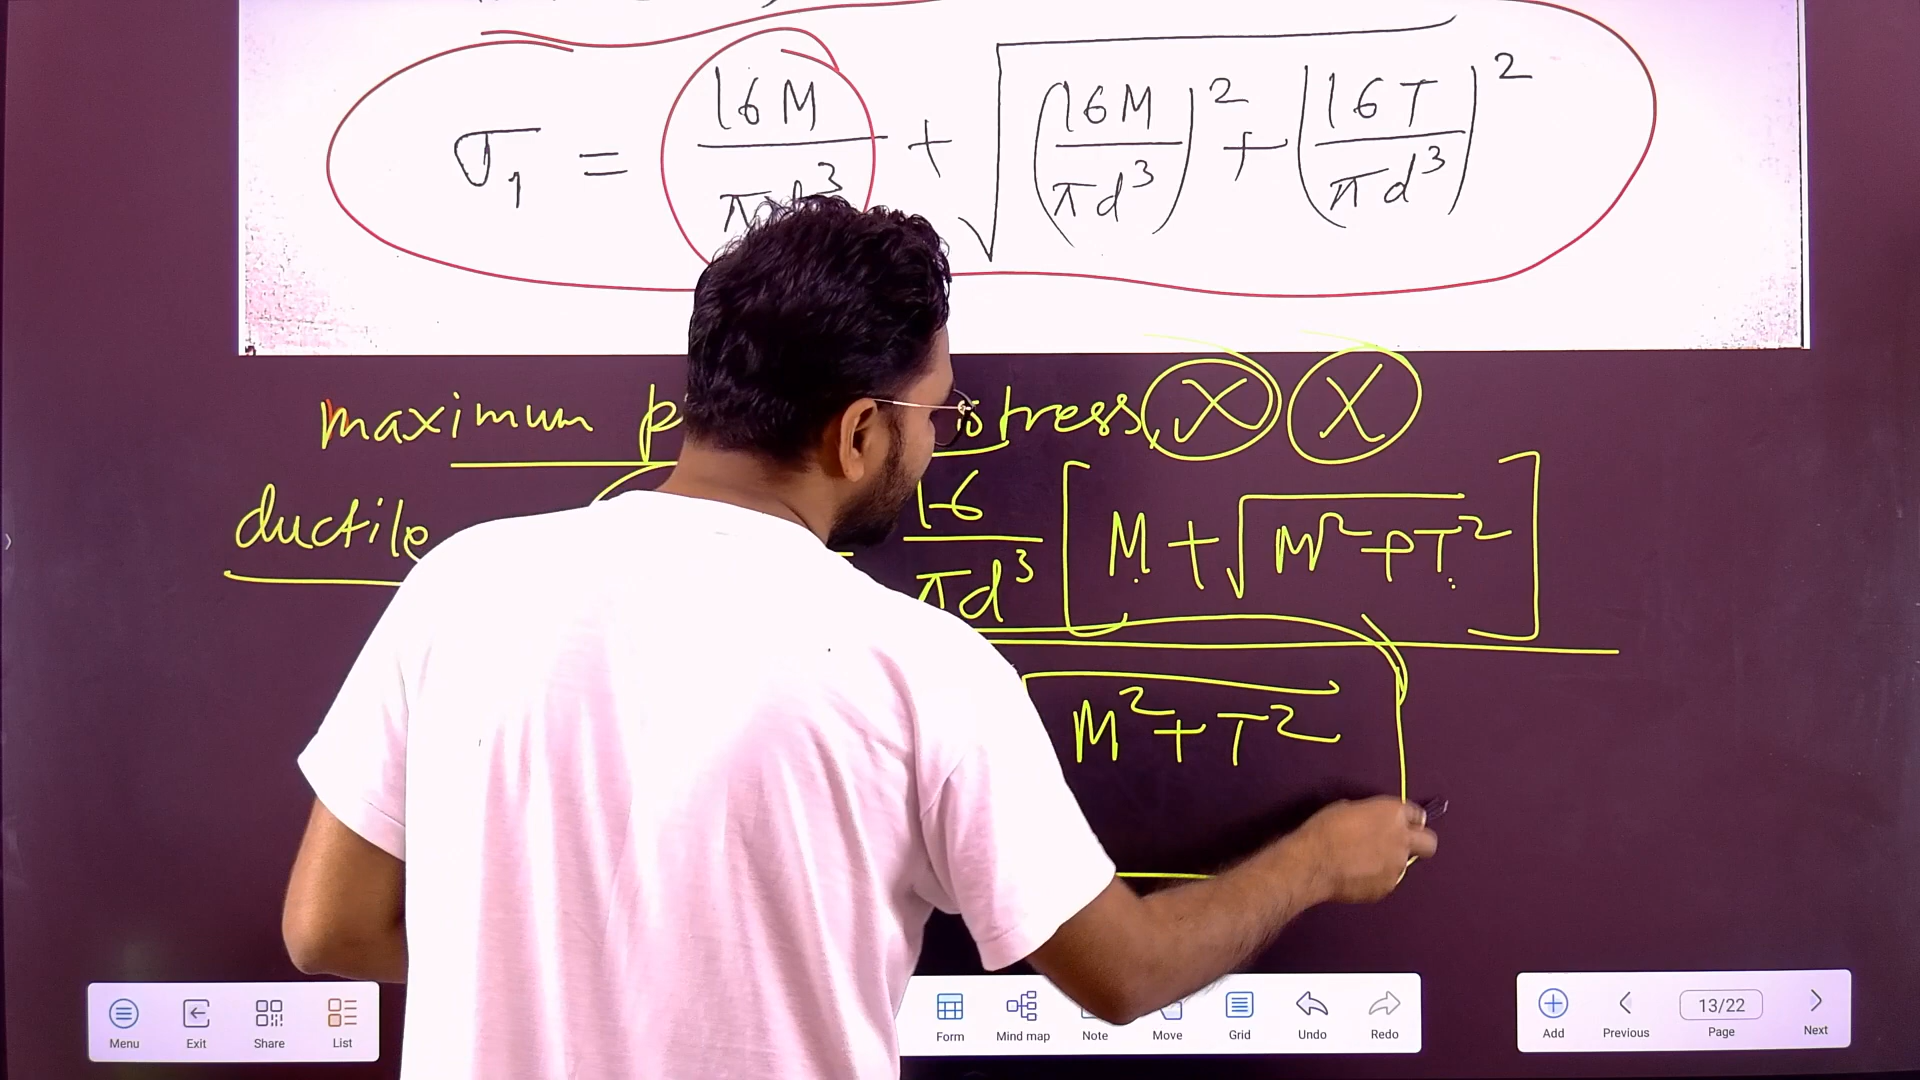 σ₁ = 16M/πd³ + √((16M/πd³)² + (16T/πd³)²)
maximum stress, X X
ductile 16/πd³ [M + √M²+T²]
M²+T²
Menu Exit Share List Form Mind map Note Move Grid Undo Redo Add Previous 13/22 Page Next